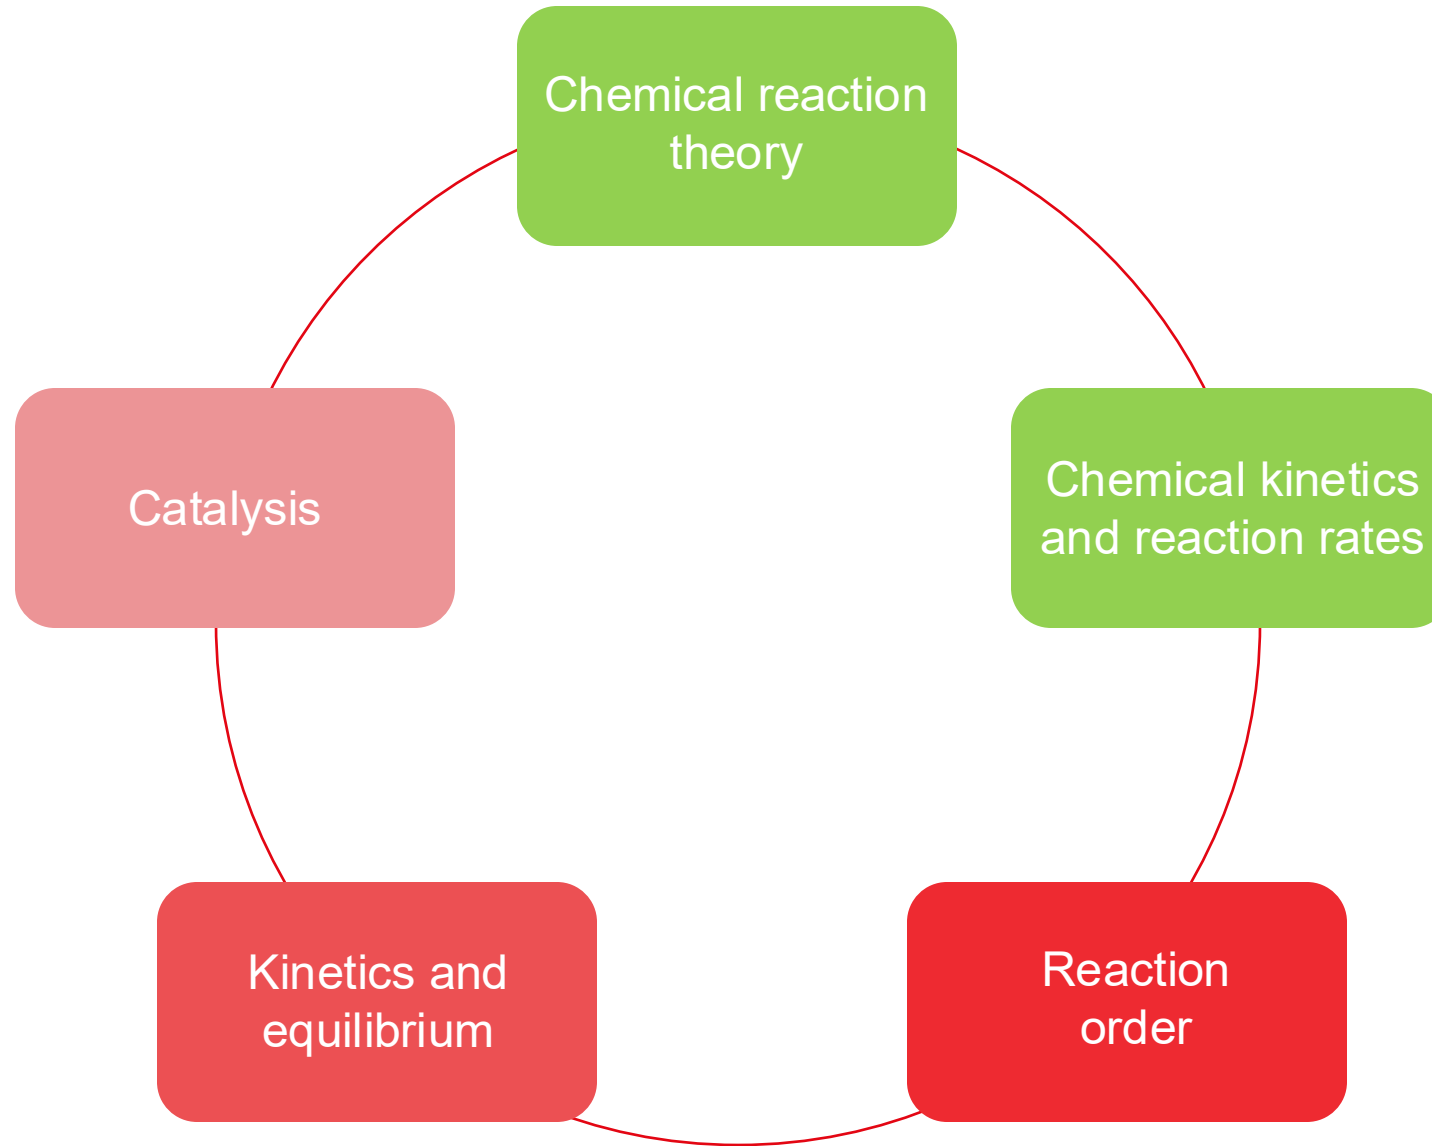 Chemical reaction
theory
Chemical kinetics
and reaction rates
Reaction
order
Kinetics and
equilibrium
Catalysis